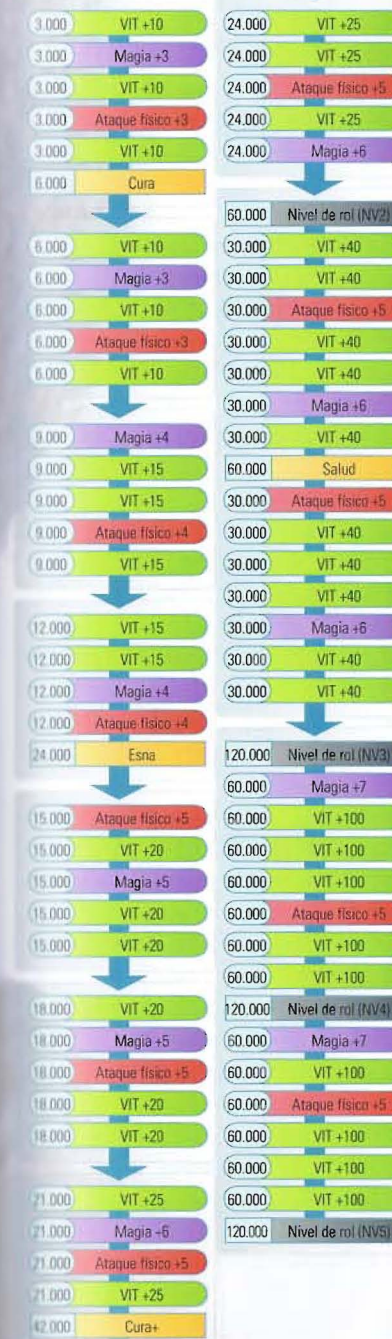 3.000 VIT +10
3.000 Magia +3
3.000 VIT +10
3.000 Ataque físico +3
3.000 VIT +10
6.000 Cura
6.000 VIT +10
6.000 Magia +3
6.000 VIT +10
6.000 Ataque físico +3
6.000 VIT +10
9.000 Magia +4
9.000 VIT +15
9.000 VIT +15
9.000 Ataque físico +4
9.000 VIT +15
12.000 VIT +15
12.000 VIT +15
12.000 Magia +4
12.000 Ataque físico +4
24.000 Esna
15.000 Ataque físico +5
15.000 VIT +20
15.000 Magia +5
15.000 VIT +20
15.000 VIT +20
18.000 VIT +20
18.000 Magia +5
18.000 Ataque físico +5
18.000 VIT +20
18.000 VIT +20
21.000 VIT +25
21.000 Magia +6
21.000 Ataque físico +5
21.000 VIT +25
42.000 Cura+
24.000 VIT +25
24.000 VIT +25
24.000 Ataque físico +5
24.000 VIT +25
24.000 Magia +6
60.000 Nivel de rol (NV2)
30.000 VIT +40
30.000 VIT +40
30.000 Ataque físico +5
30.000 VIT +40
30.000 VIT +40
30.000 Magia +6
30.000 VIT +40
60.000 Salud
30.000 Ataque físico +5
30.000 VIT +40
30.000 VIT +40
30.000 VIT +40
30.000 Magia +6
30.000 VIT +40
30.000 VIT +40
120.000 Nivel de rol (NV3)
60.000 Magia +7
60.000 VIT +100
60.000 VIT +100
60.000 VIT +100
60.000 Ataque físico +5
60.000 VIT +100
60.000 VIT +100
120.000 Nivel de rol (NV4)
60.000 Magia +7
60.000 VIT +100
60.000 Ataque físico +5
60.000 VIT +100
60.000 VIT +100
60.000 VIT +100
120.000 Nivel de rol (NV5)